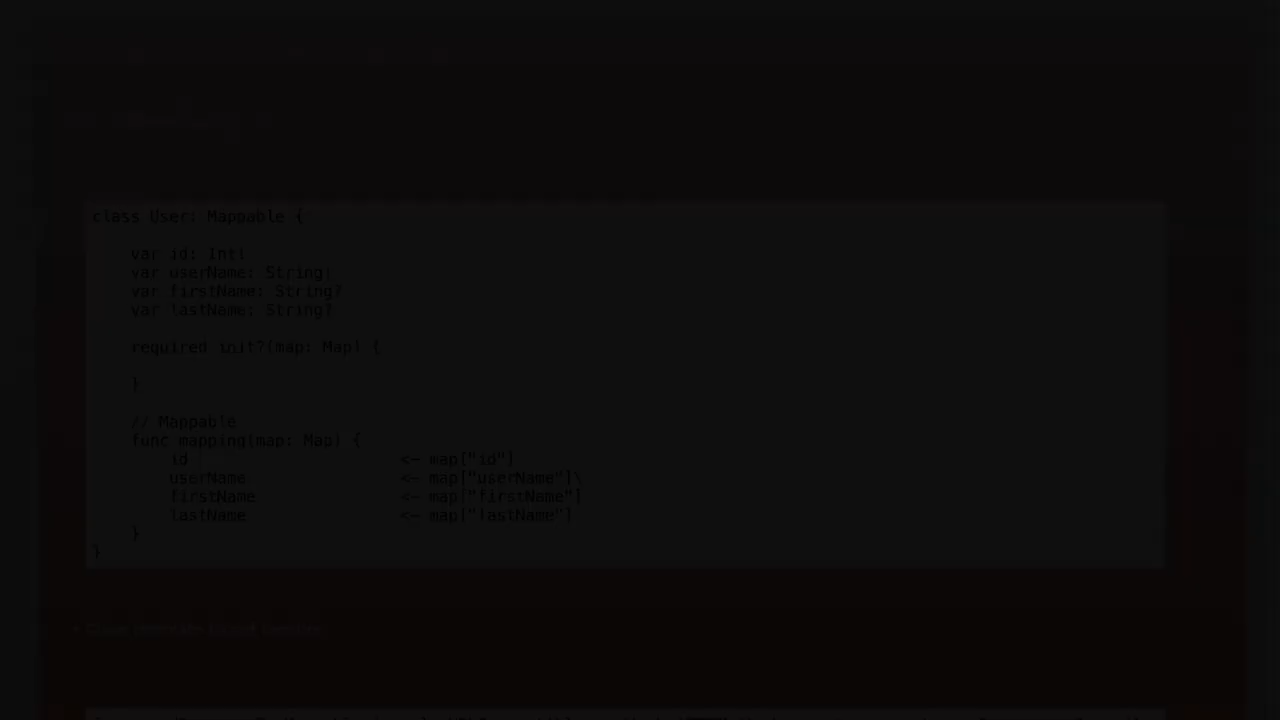 class User: Mappable {
var id: Int!
var userName: String!
var firstName: String?
var lastName: String?
required init?(map: Map) {
}
// Mappable
func mapping(map: Map) {
id <- map["id"]
userName <- map["userName"]\
firstName <- map["firstName"]
lastName <- map["lastName"]
}
}